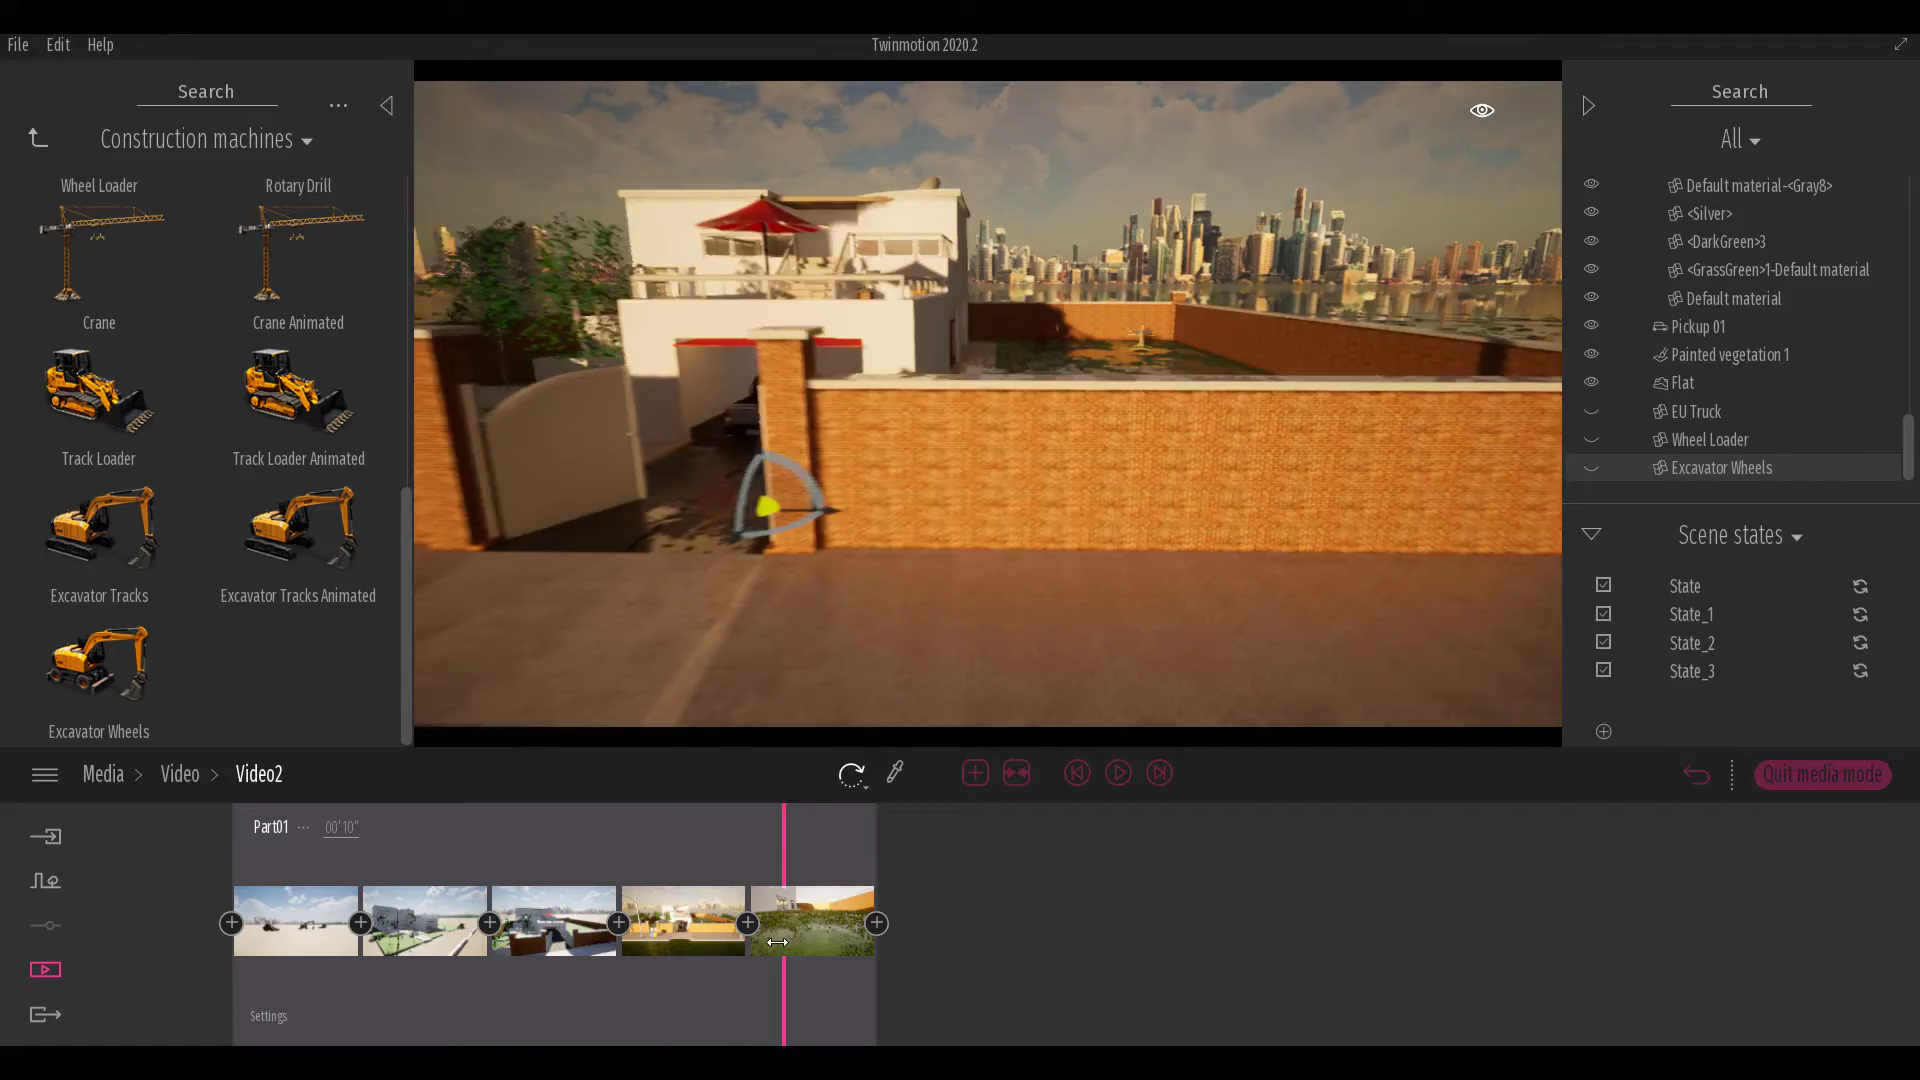 File Edit Help
Twinmotion 2020.2
Search
Construction machines
Wheel Loader
Rotary Drill
Crane
Crane Animated
Track Loader
Track Loader Animated
Excavator Tracks
Excavator Tracks Animated
Excavator Wheels
Search
All
Default material-<Gray8>
<Silver>
<DarkGreen>3
<GrassGreen>1-Default material
Default material
Pickup 01
Painted vegetation 1
Flat
EU Truck
Wheel Loader
Excavator Wheels
Scene states
State
State_1
State_2
State_3
Media > Video > Video2
Quit media mode
Part01 ... 00'10"
Settings